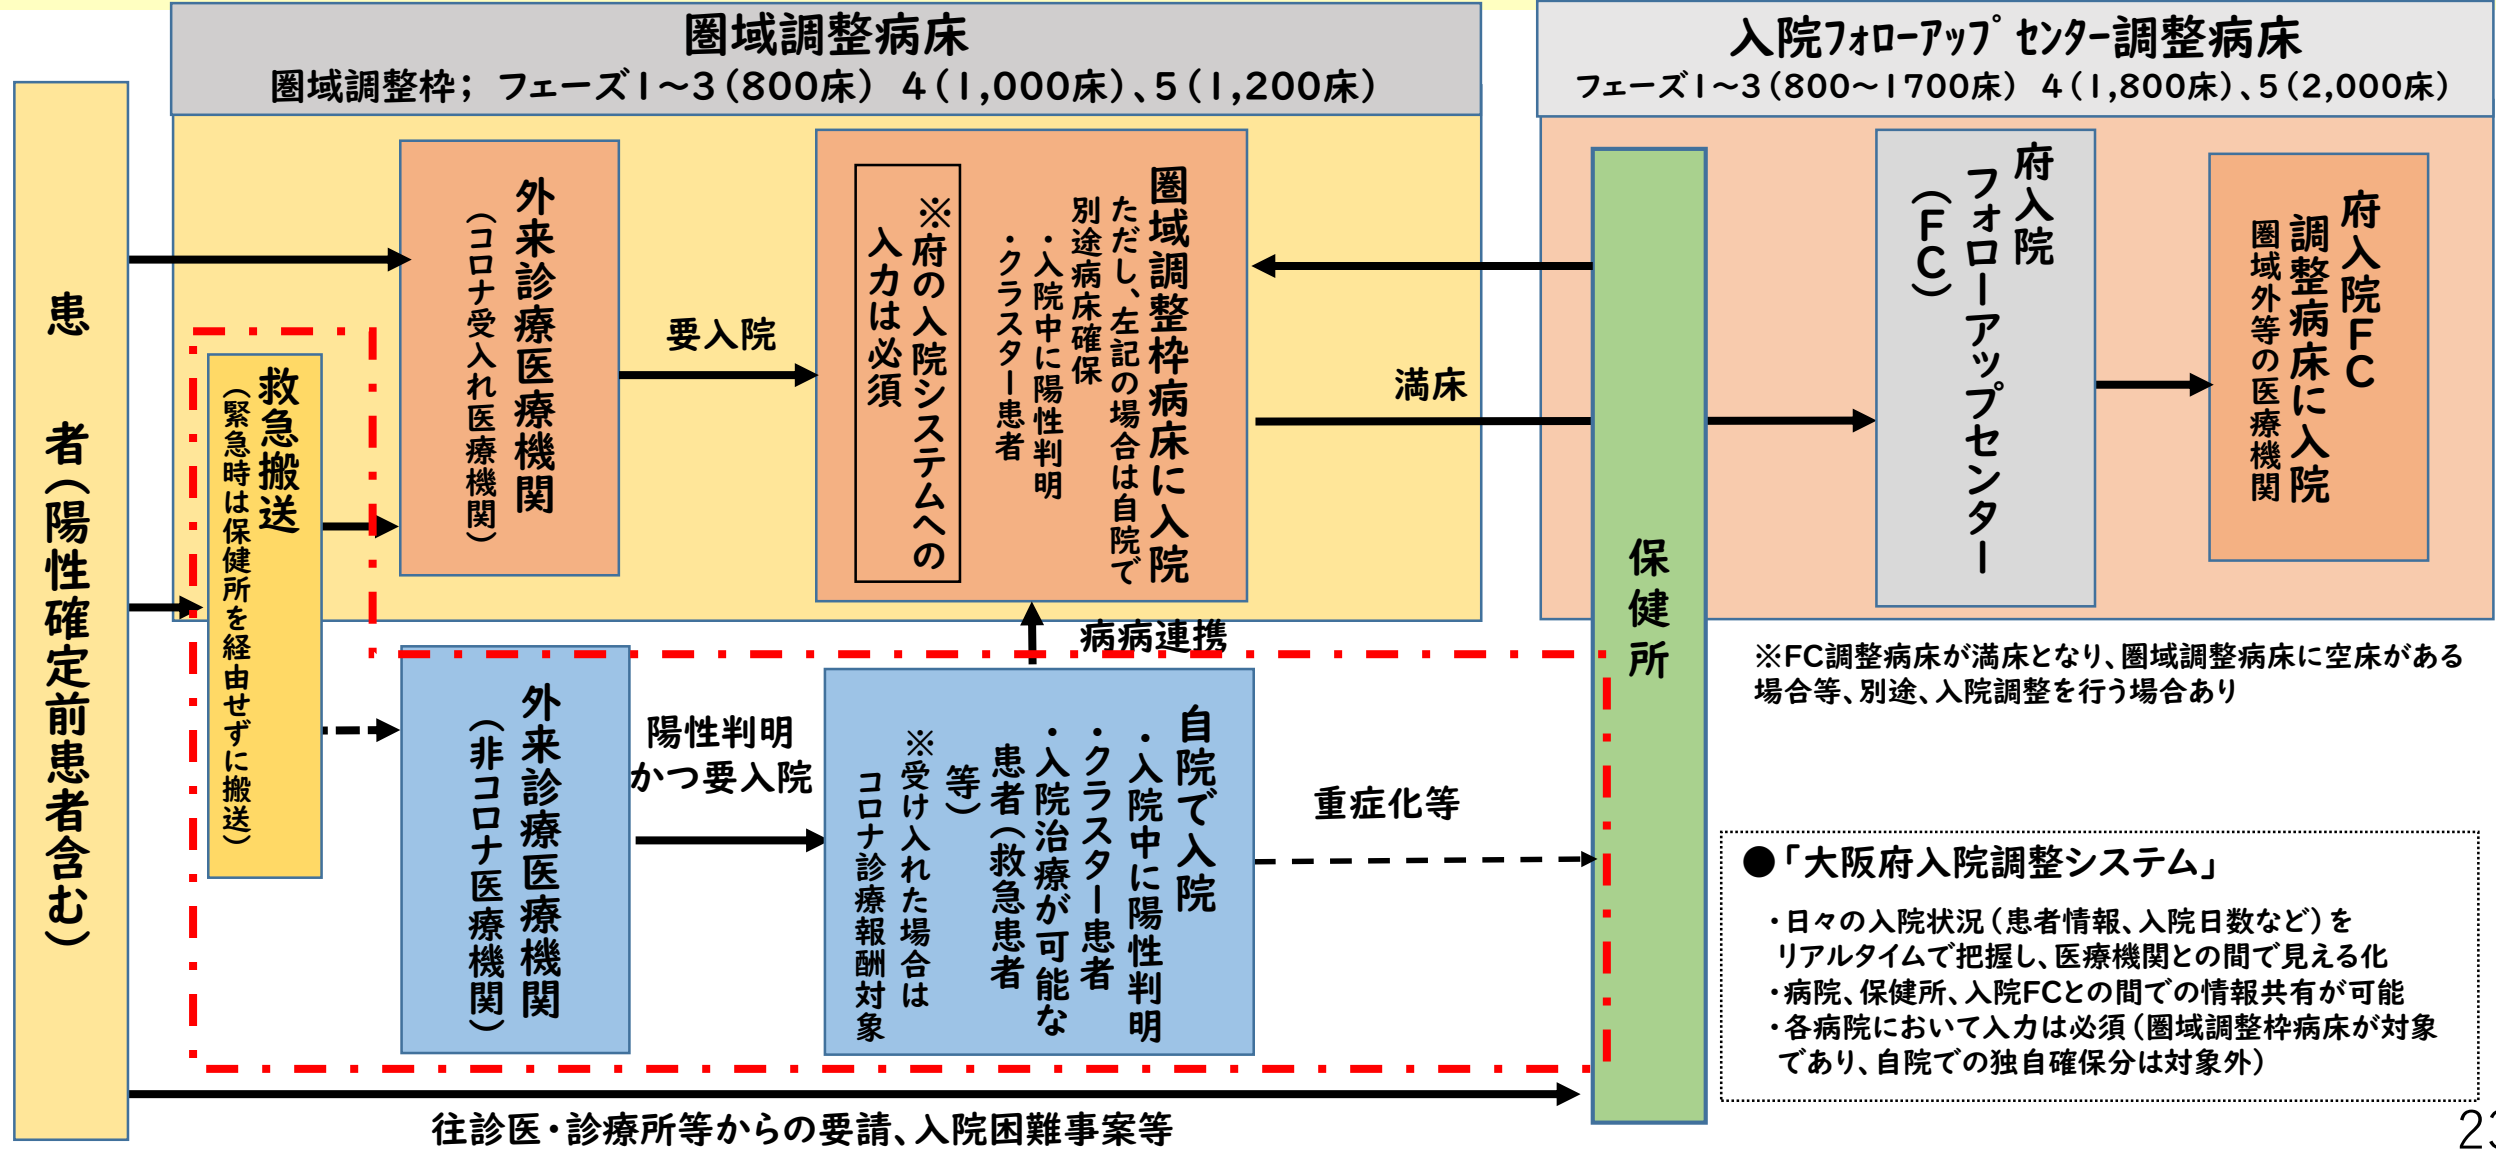 圏域調整病床
圏域調整枠； フェーズ1～3（800床） 4（1,000床）、5（1,200床）
入院フォローアップセンター調整病床
フェーズ1～3（800～1700床） 4（1,800床）、5（2,000床）
患　者（陽性確定前患者含む）
救急搬送
（緊急時は保健所を経由せずに搬送）
外来診療医療機関
（コロナ受入れ医療機関）
要入院
圏域調整枠病床に入院
ただし、左記の場合は自院で
別途病床確保
・入院中に陽性判明
・クラスター患者
※府の入院システムへの
入力は必須
満床
保健所
府入院
フォローアップセンター
（FC）
府入院FC
調整病床に入院
圏域外等の医療機関
病病連携
外来診療医療機関
（非コロナ医療機関）
陽性判明
かつ要入院
自院で入院
・入院中に陽性判明
・クラスター患者
・入院治療が可能な
患者（救急患者
等）
※受け入れた場合は
コロナ診療報酬対象
重症化等
※FC調整病床が満床となり、圏域調整病床に空床がある
場合等、別途、入院調整を行う場合あり
●「大阪府入院調整システム」
・日々の入院状況（患者情報、入院日数など）を
リアルタイムで把握し、医療機関との間で見える化
・病院、保健所、入院FCとの間での情報共有が可能
・各病院において入力は必須（圏域調整枠病床が対象
であり、自院での独自確保分は対象外）
往診医・診療所等からの要請、入院困難事案等